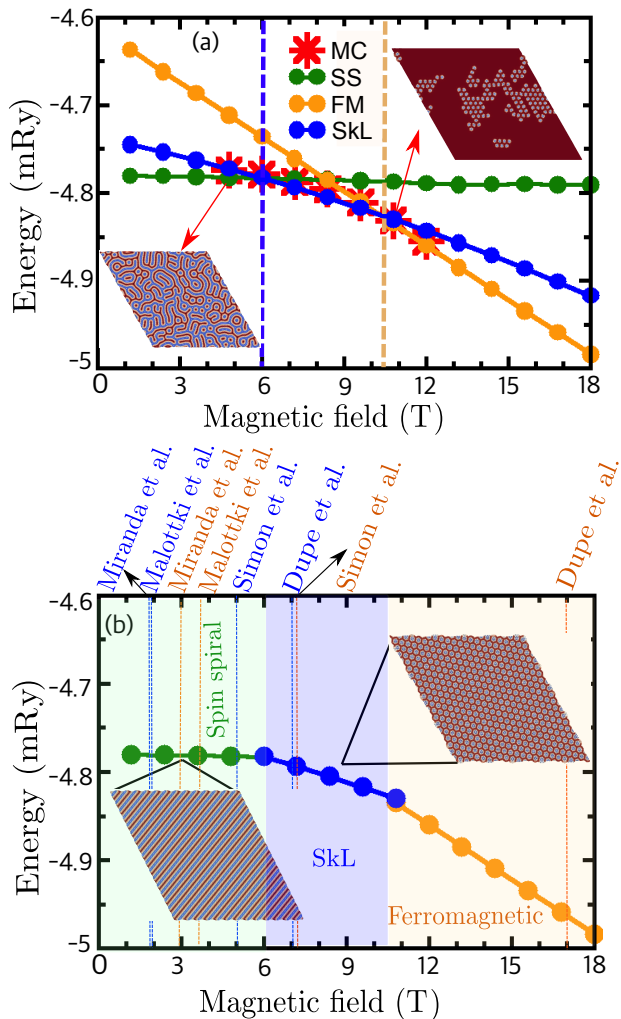 (a)
MC
SS
FM
SkL
Energy (mRy)
−4.6
−4.7
−4.8
−4.9
−5
0 3 6 9 12 15 18
Magnetic field (T)
Miranda et al.
Malottki et al.
Miranda et al.
Malottki et al.
Simon et al.
Dupe et al.
Simon et al.
Dupe et al.
(b)
Energy (mRy)
−4.6
−4.7
−4.8
−4.9
−5
Spin spiral
SkL
Ferromagnetic
0 3 6 9 12 15 18
Magnetic field (T)